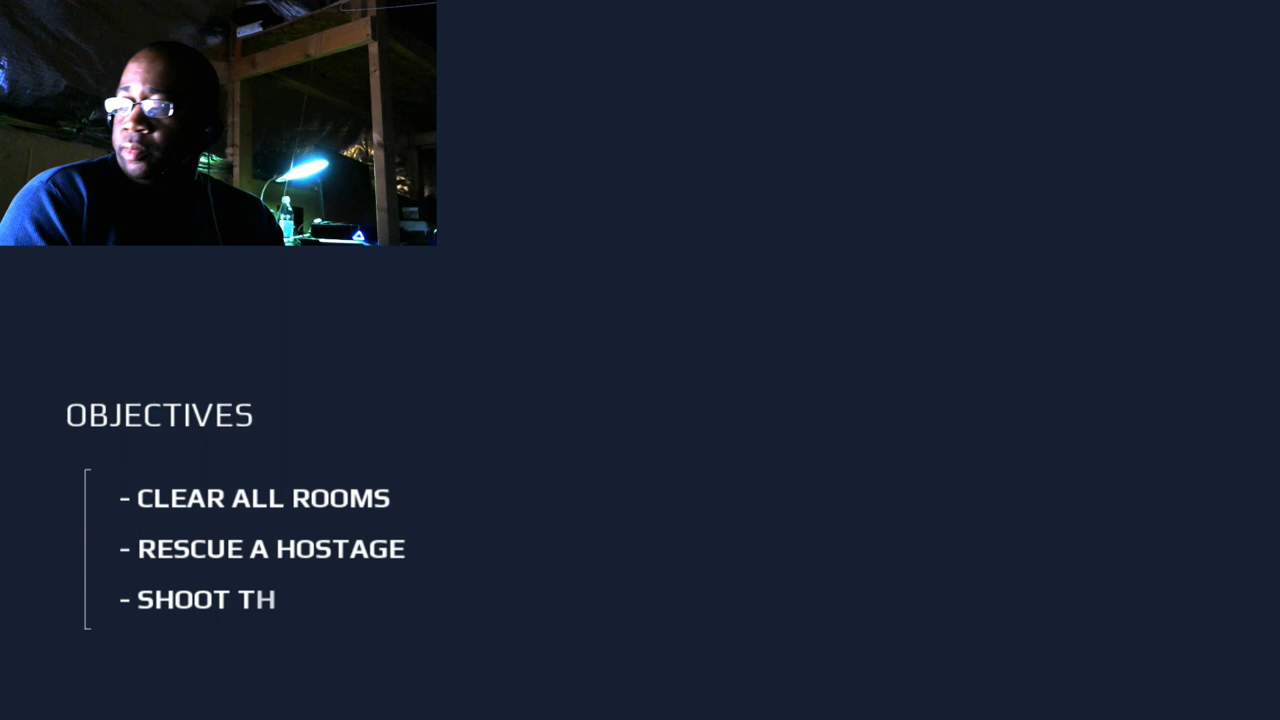 OBJECTIVES
- CLEAR ALL ROOMS
- RESCUE A HOSTAGE
- SHOOT TH